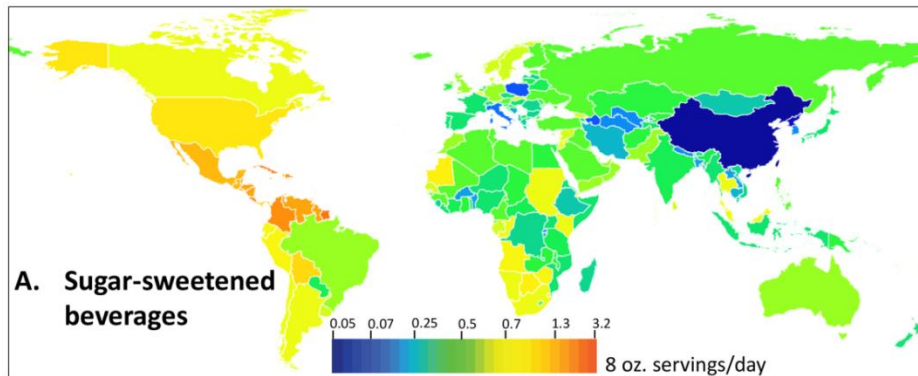 A. Sugar-sweetened
beverages
0.05 0.07 0.25 0.5 0.7 1.3 3.2
8 oz. servings/day